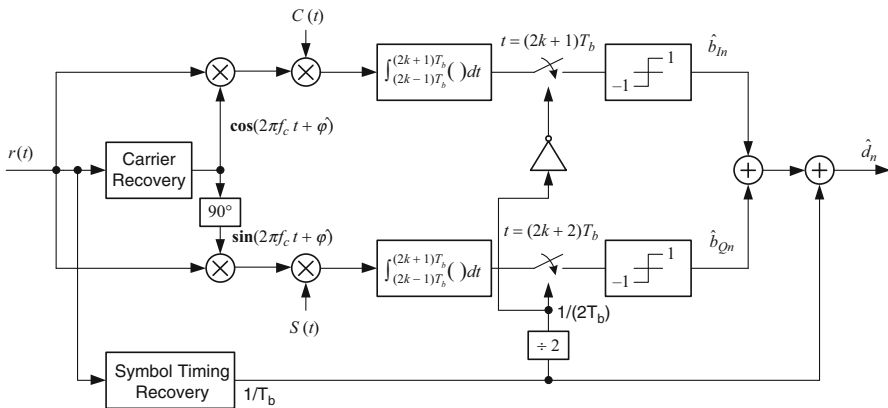 C(t)
t = (2k + 1)T_b
∫_{(2k−1)T_b}^{(2k+1)T_b} ( ) dt
1
−1
b̂_{In}
cos(2πf_c t + φ̂)
r(t)
Carrier
Recovery
d̂_n
90°
sin(2πf_c t + φ̂)
t = (2k + 2)T_b
∫_{(2k−1)T_b}^{(2k+1)T_b} ( ) dt
1
−1
b̂_{Qn}
S(t)
1/(2T_b)
÷ 2
Symbol Timing
Recovery
1/T_b